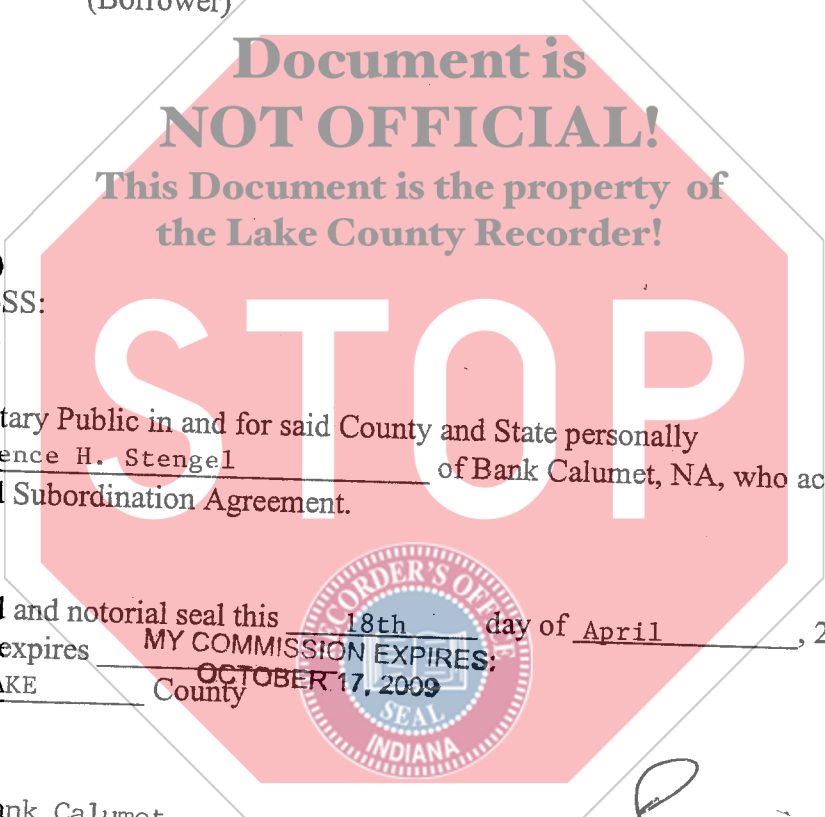 (Borrower)
Document is
NOT OFFICIAL!
This Document is the property of
the Lake County Recorder!
SS:
STOP
tary Public in and for said County and State personally
ence H. Stengel of Bank Calumet, NA, who ac
Subordination Agreement.
RECORDER'S OFFICE
and notorial seal this 18th day of April, 2
expires MY COMMISSION EXPIRES:
OCTOBER 17, 2009
AKE County
SEAL
INDIANA
ank Calumet